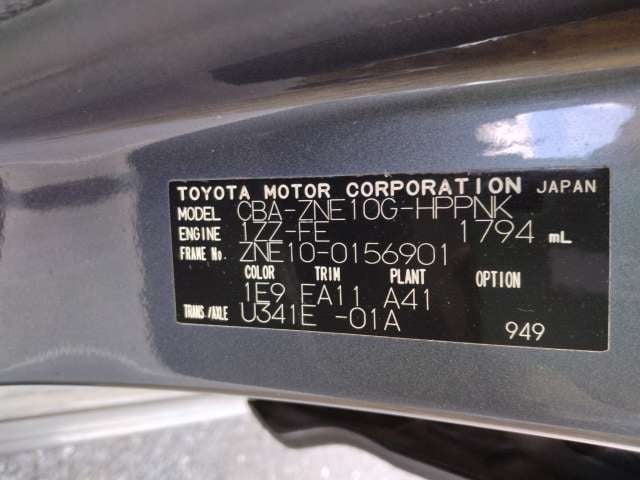 TOYOTA MOTOR CORPORATION JAPAN
MODEL CBA-ZNE10G-HPPNK
ENGINE 1ZZ-FE 1794 mL
FRAME No. ZNE10-0156901
COLOR TRIM PLANT OPTION
1E9 EA11 A41
TRANS./AXLE U341E -01A
949